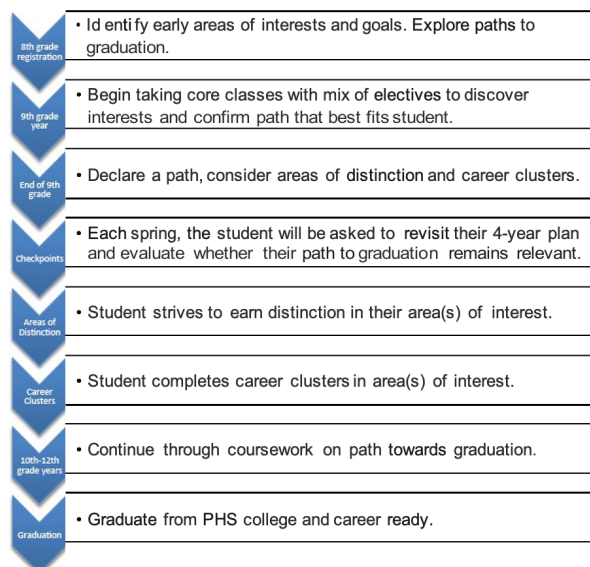 8th grade
registration
• Id entify early areas of interests and goals. Explore paths to
graduation.
9th grade
year
• Begin taking core classes with mix of electives to discover
interests and confirm path that best fits student.
End of 9th
grade
• Declare a path, consider areas of distinction and career clusters.
Checkpoints
• Each spring, the student will be asked to revisit their 4-year plan
and evaluate whether their path to graduation remains relevant.
Areas of
Distinction
• Student strives to earn distinction in their area(s) of interest.
Career
Clusters
• Student completes career clusters in area(s) of interest.
10th-12th
grade years
• Continue through coursework on path towards graduation.
Graduation
• Graduate from PHS college and career ready.